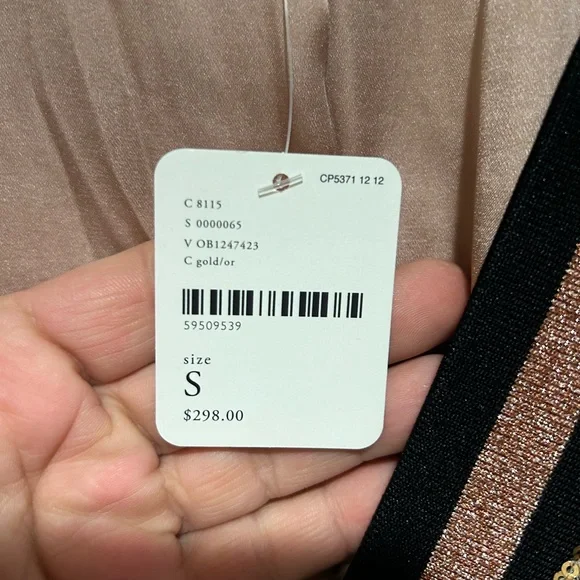 CP5371 12 12
C 8115
S 0000065
V OB1247423
C gold/or
59509539
size
S
$298.00